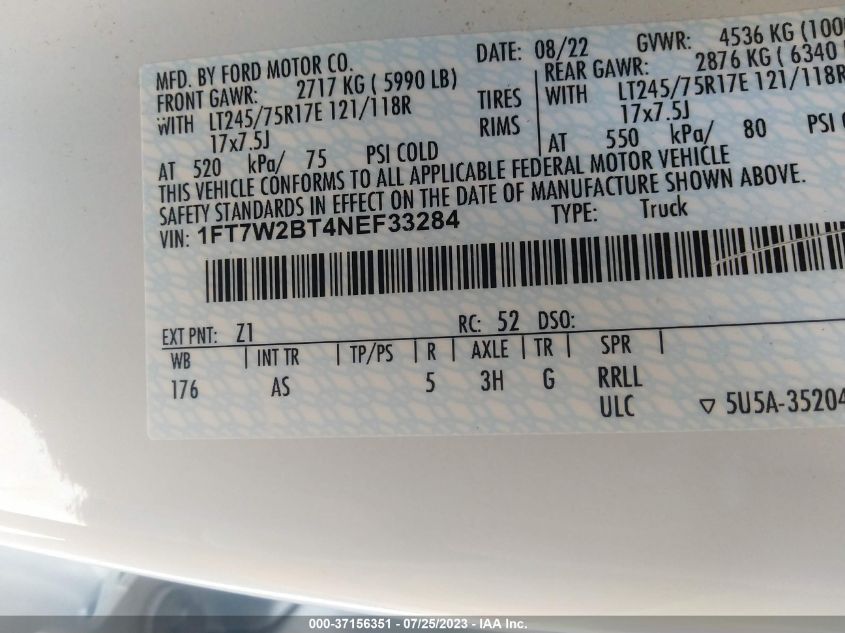 MFD. BY FORD MOTOR CO. DATE: 08/22 GVWR: 4536 KG (100
FRONT GAWR: 2717 KG ( 5990 LB) REAR GAWR: 2876 KG ( 6340
WITH LT245/75R17E 121/118R TIRES WITH LT245/75R17E 121/118R
17x7.5J RIMS 17x7.5J
AT 520 kPa/ 75 PSI COLD AT 550 kPa/ 80 PSI
THIS VEHICLE CONFORMS TO ALL APPLICABLE FEDERAL MOTOR VEHICLE
SAFETY STANDARDS IN EFFECT ON THE DATE OF MANUFACTURE SHOWN ABOVE.
VIN: 1FT7W2BT4NEF33284 TYPE: Truck
EXT PNT: Z1 RC: 52 DSO:
WB | INT TR | TP/PS | R | AXLE | TR | SPR |
176 AS 5 3H G RRLL
ULC ▽ 5U5A-35204
000-37156351 - 07/25/2023 - IAA Inc.